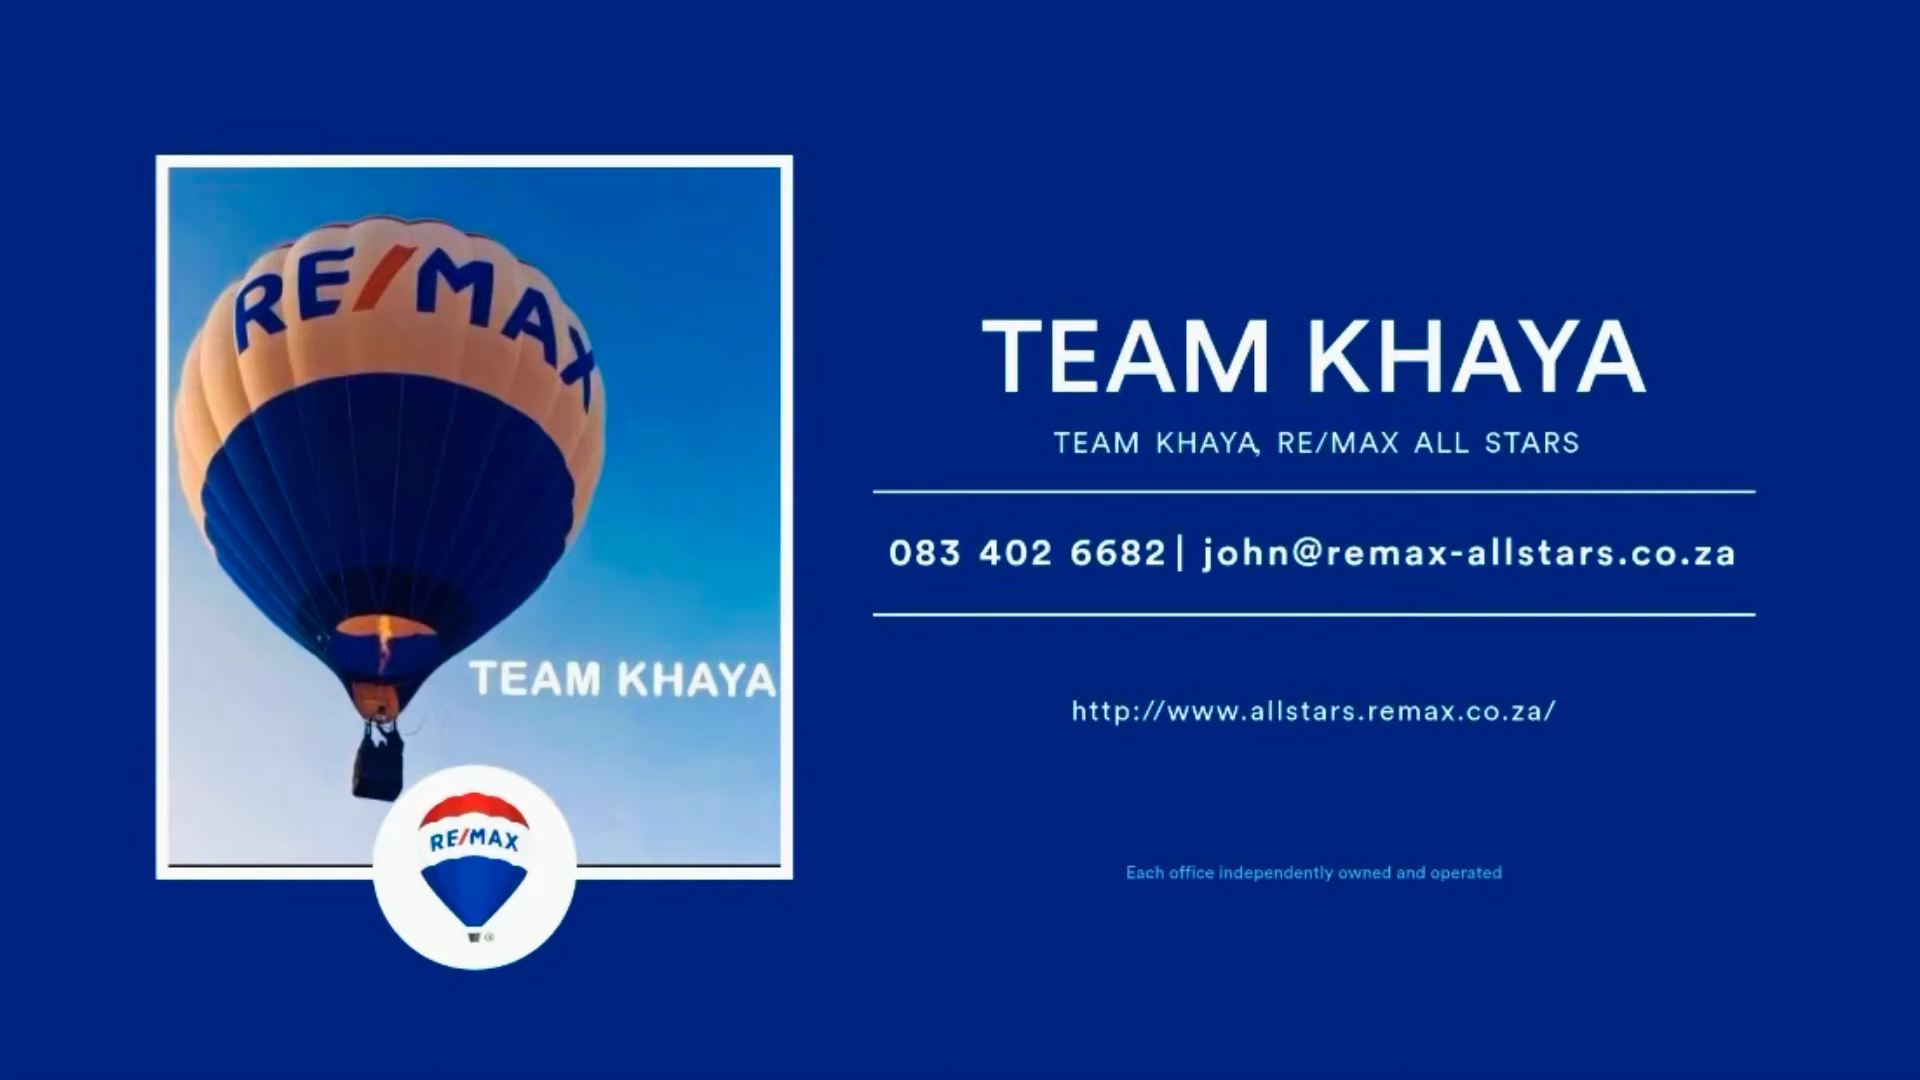 RE/MAX
TEAM KHAYA
RE/MAX
®
TEAM KHAYA
TEAM KHAYA, RE/MAX ALL STARS
083 402 6682| john@remax-allstars.co.za
http://www.allstars.remax.co.za/
Each office independently owned and operated